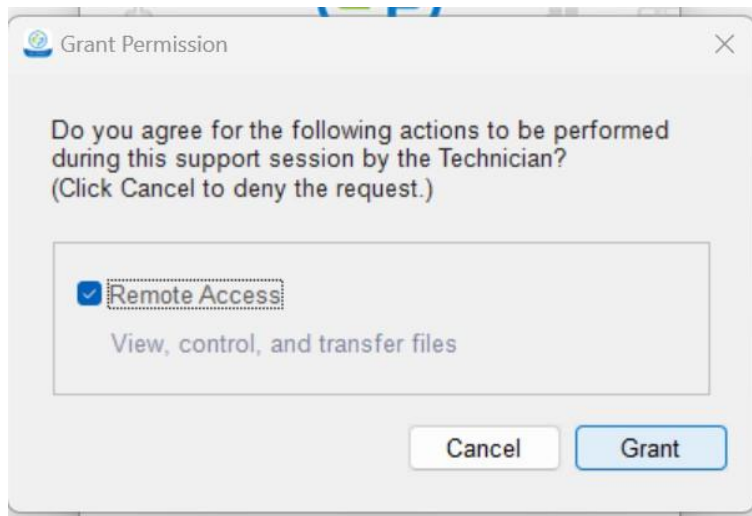 Grant Permission
Do you agree for the following actions to be performed
during this support session by the Technician?
(Click Cancel to deny the request.)
Remote Access
View, control, and transfer files
Cancel
Grant